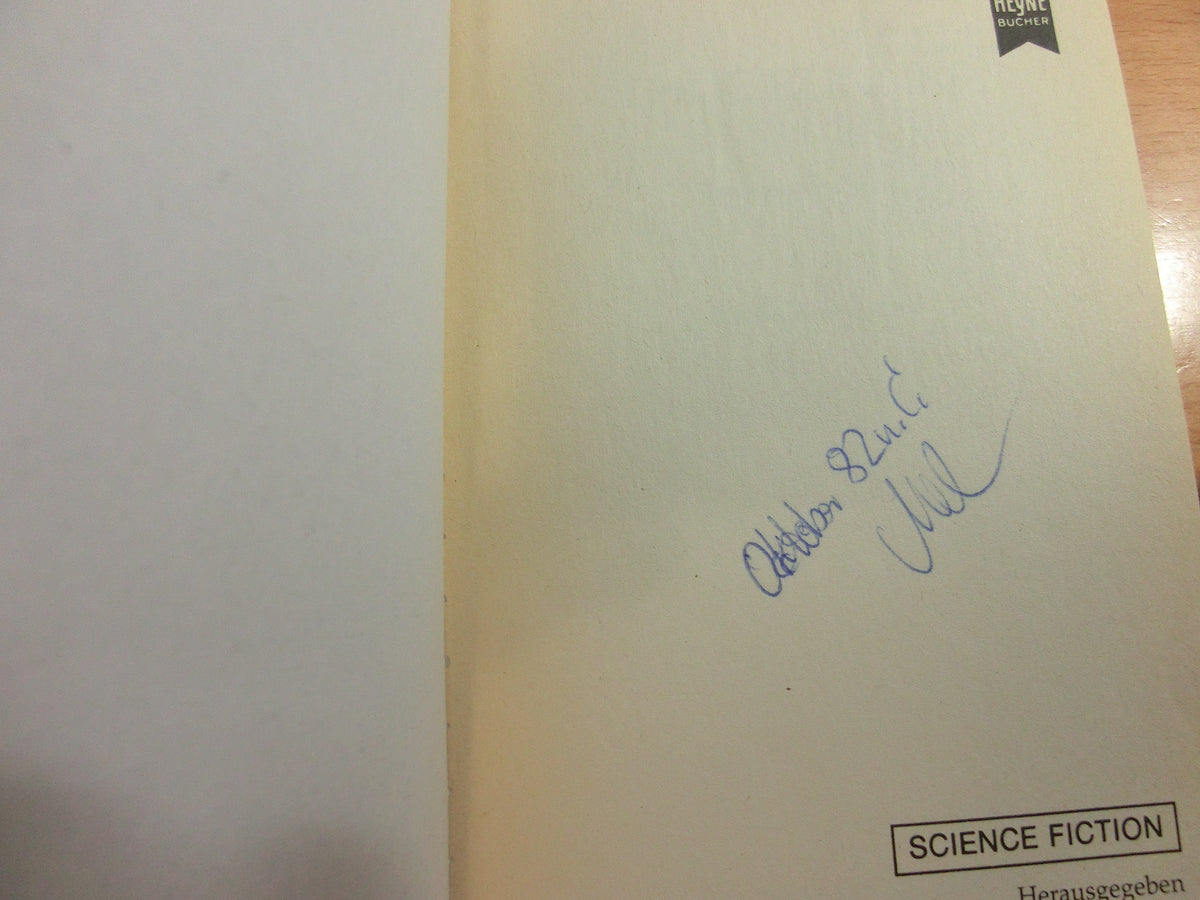 HEYNE
BÜCHER
Oktober 82 n. C.
SCIENCE FICTION
Herausgegeben